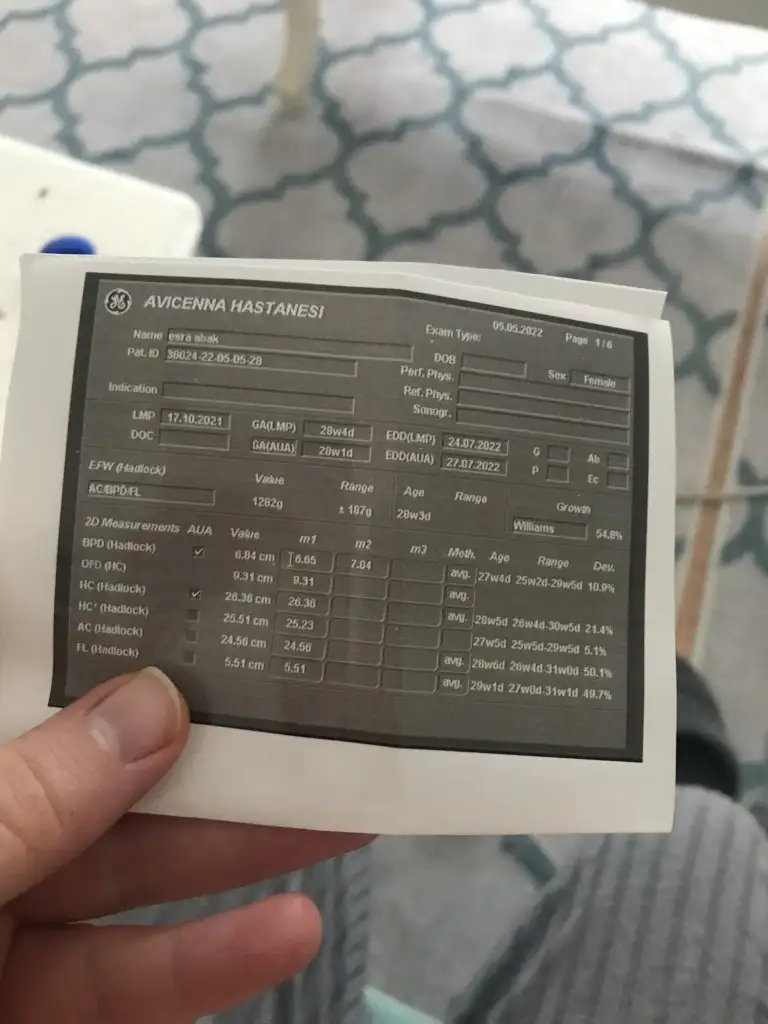 AVICENNA HASTANESI
Exam Type: 05.05.2022 Page 1/6
Name esra abak DOB Sex Female
Pat. ID 38624-22-05-05-28 Perf. Phys.
Ref. Phys.
Indication Sonogr.
LMP 17.10.2021 GA(LMP) 28w4d EDD(LMP) 24.07.2022 G Ab
DOC GA(AUA) 28w1d EDD(AUA) 27.07.2022 P Ec
EFW (Hadlock) Value Range Age Range Growth
AC/BPD/FL 1282g ± 187g 28w3d Williams 54.8%
2D Measurements AUA Value m1 m2 m3 Meth. Age Range Dev.
BPD (Hadlock) 6.84 cm 6.65 7.04 avg. 27w4d 25w2d-29w5d 10.9%
OFD (HC) 9.31 cm 9.31 avg.
HC (Hadlock) 26.36 cm 26.36 avg. 28w5d 26w4d-30w5d 21.4%
HC* (Hadlock) 25.51 cm 25.23 27w5d 25w5d-29w5d 5.1%
AC (Hadlock) 24.56 cm 24.56 avg. 28w6d 26w4d-31w0d 50.1%
FL (Hadlock) 5.51 cm 5.51 avg. 29w1d 27w0d-31w1d 49.7%